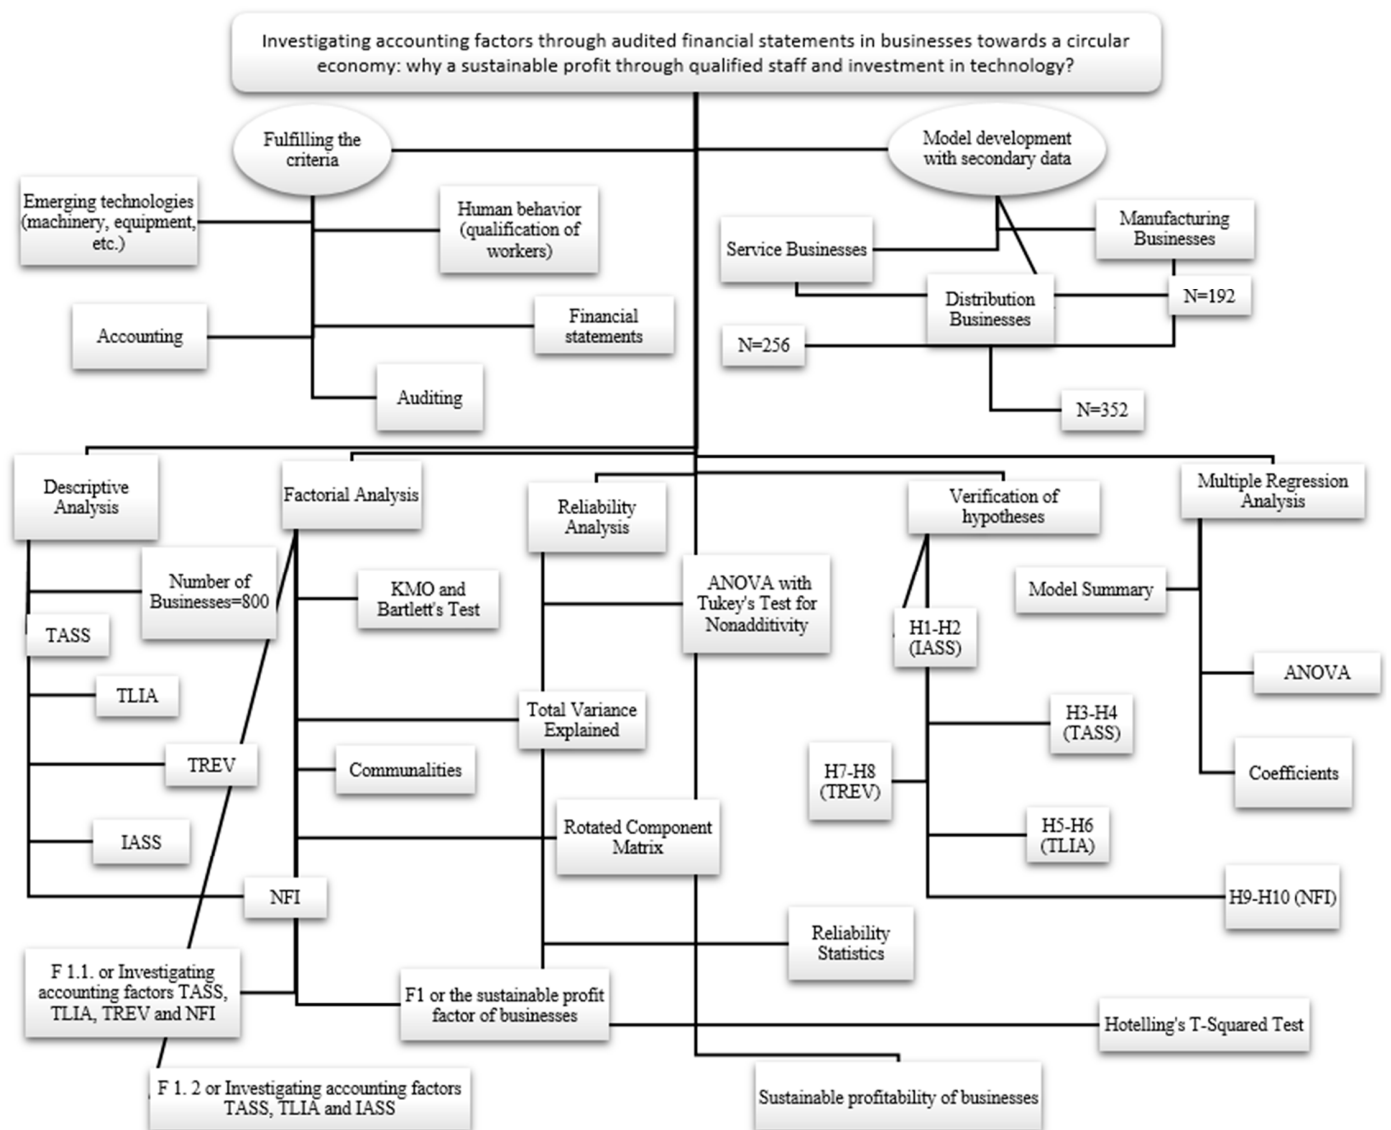 Investigating accounting factors through audited financial statements in businesses towards a circular
economy: why a sustainable profit through qualified staff and investment in technology?
Fulfilling the
criteria
Model development
with secondary data
Emerging technologies
(machinery, equipment,
etc.)
Human behavior
(qualification of
workers)
Accounting
Financial
statements
Auditing
Service Businesses
Manufacturing
Businesses
Distribution
Businesses
N=192
N=256
N=352
Descriptive
Analysis
Factorial Analysis
Reliability
Analysis
Verification of
hypotheses
Multiple Regression
Analysis
Number of
Businesses=800
TASS
TLIA
TREV
IASS
NFI
KMO and
Bartlett's Test
Total Variance
Explained
Communalities
Rotated Component
Matrix
F 1.1. or Investigating
accounting factors TASS,
TLIA, TREV and NFI
F 1. 2 or Investigating accounting factors
TASS, TLIA and IASS
F1 or the sustainable profit
factor of businesses
ANOVA with
Tukey's Test for
Nonadditivity
Reliability
Statistics
Hotelling's T-Squared Test
H1-H2
(IASS)
H3-H4
(TASS)
H7-H8
(TREV)
H5-H6
(TLIA)
H9-H10 (NFI)
Model Summary
ANOVA
Coefficients
Sustainable profitability of businesses